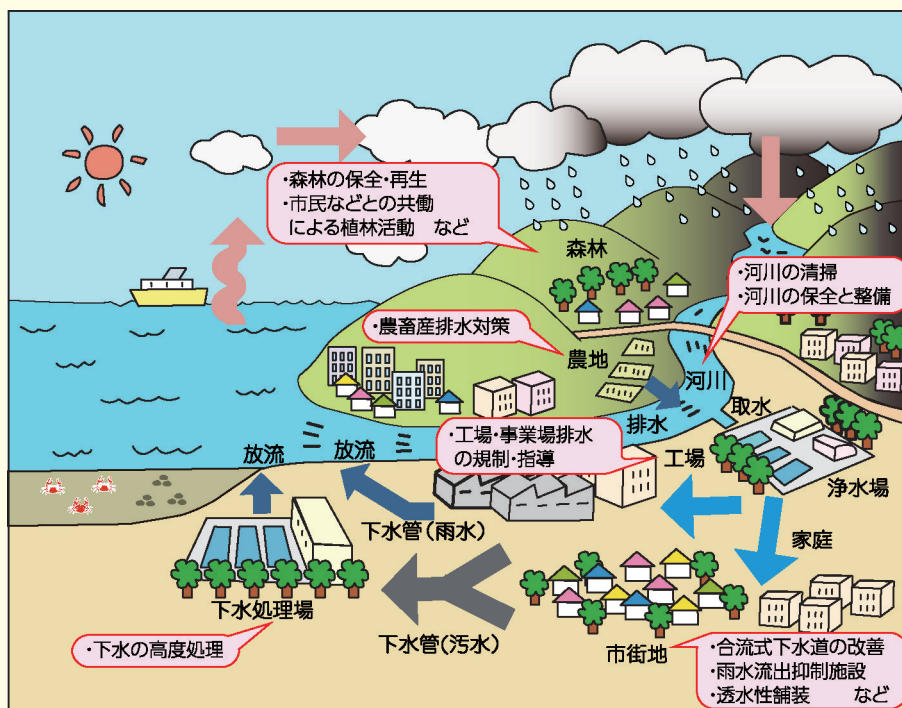 ・森林の保全・再生
・市民などとの共働
による植林活動　など
森林
・河川の清掃
・河川の保全と整備
・農畜産排水対策
農地
河川
取水
排水
・工場・事業場排水
の規制・指導
工場
浄水場
放流
放流
下水管(雨水)
家庭
下水処理場
下水管(汚水)
・下水の高度処理
市街地
・合流式下水道の改善
・雨水流出抑制施設
・透水性舗装　など